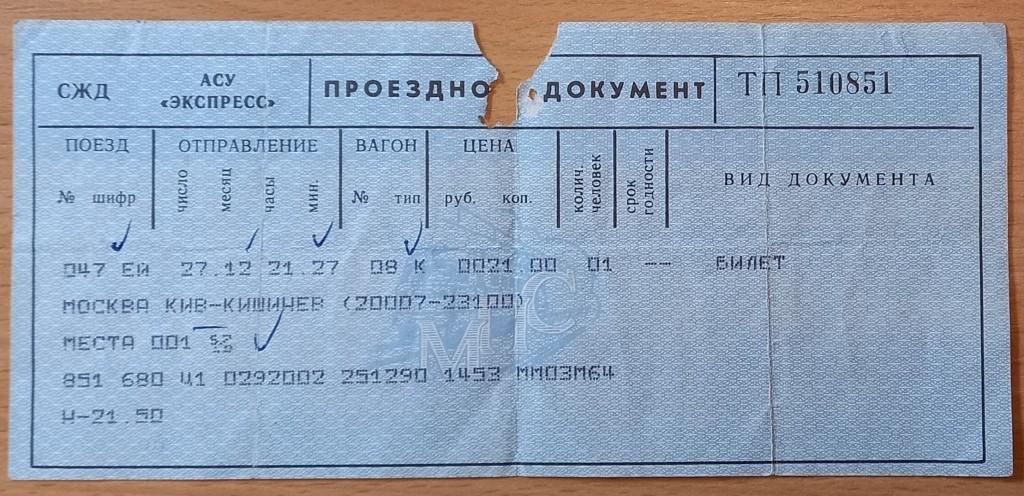 СЖД АСУ «ЭКСПРЕСС» ПРОЕЗДНО ДОКУМЕНТ ТП 510851
ПОЕЗД ОТПРАВЛЕНИЕ ВАГОН ЦЕНА колич. человек срок годности ВИД ДОКУМЕНТА
№ шифр число месяц часы мин. № тип руб. коп.
047 ЕИ 27.12 21.27 08 К 0021.00 01 -- БИЛЕТ
МОСКВА КИВ-КИШИНЕВ (20007-23100)
МЕСТА 001
МПС
851 680 Ч1 0292002 251290 1453 ММ03М64
Н-21.50